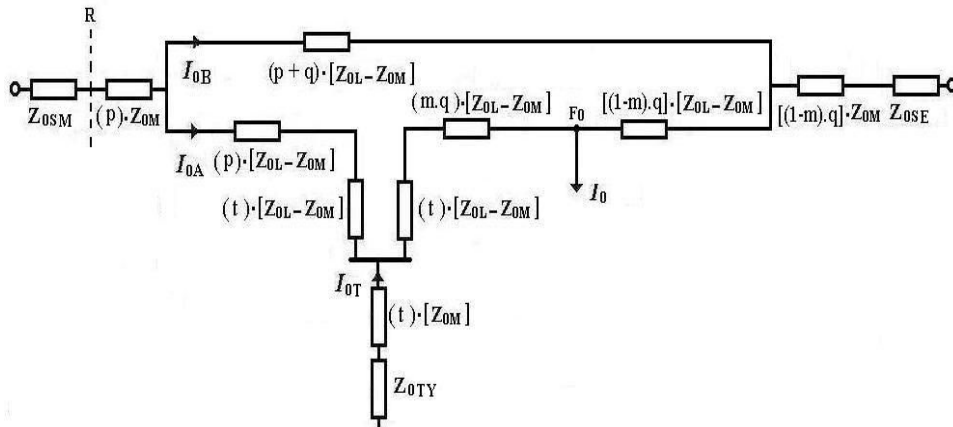 R
I0B
(p + q)·[Z0L – Z0M]
Z0SM
(p)·Z0M
(m.q)·[Z0L – Z0M]
F0
[(1-m).q]·[Z0L – Z0M]
[(1-m).q]·Z0M
Z0SE
I0A
(p)·[Z0L – Z0M]
(t)·[Z0L – Z0M]
(t)·[Z0L – Z0M]
I0
I0T
(t)·[Z0M]
Z0TY